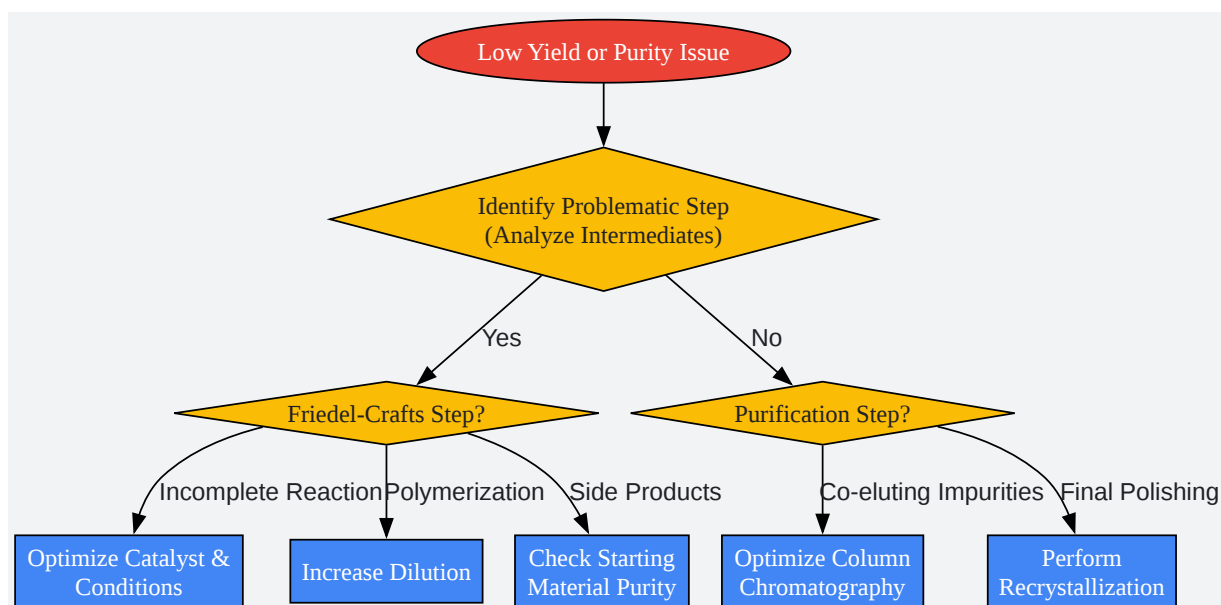 Low Yield or Purity Issue
Identify Problematic Step
(Analyze Intermediates)
Yes
No
Friedel-Crafts Step?
Purification Step?
Incomplete Reaction
Polymerization
Side Products
Co-eluting Impurities
Final Polishing
Optimize Catalyst &
Conditions
Increase Dilution
Check Starting
Material Purity
Optimize Column
Chromatography
Perform
Recrystallization